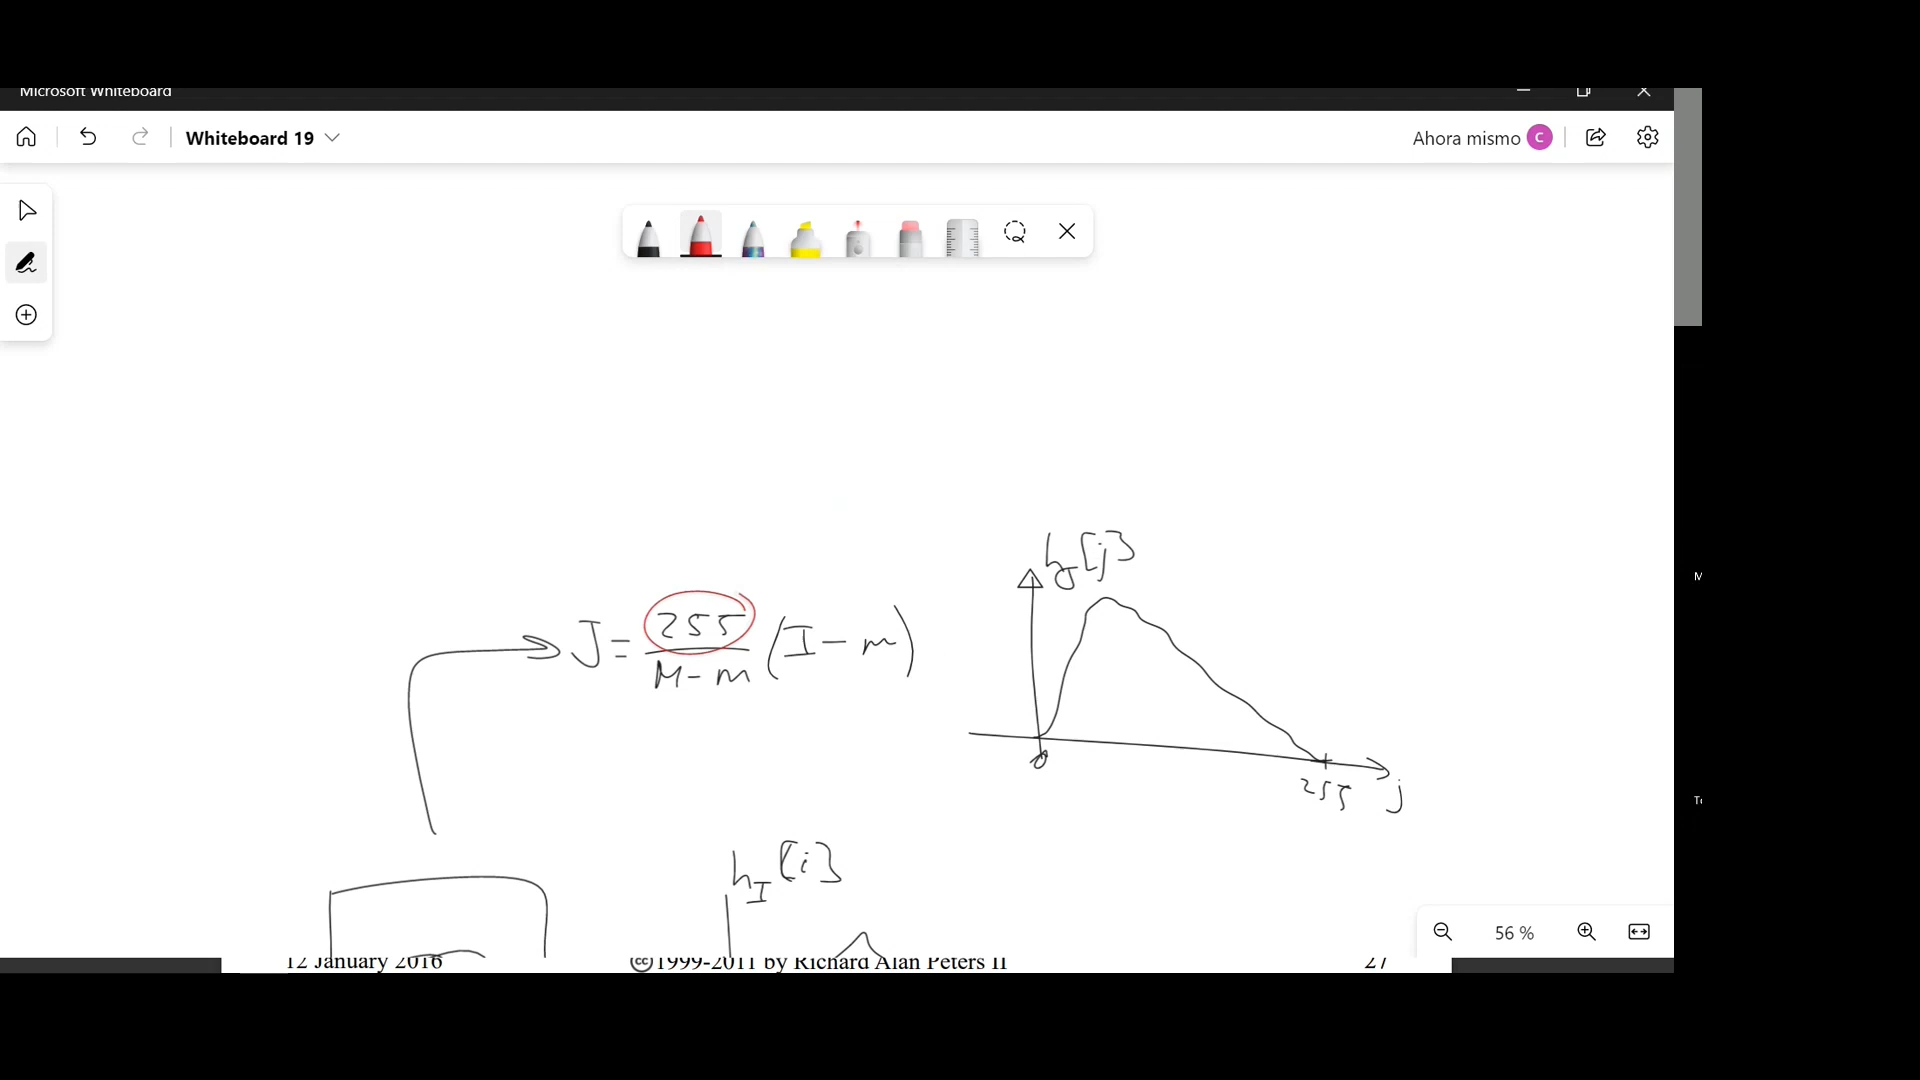 Microsoft Whiteboard
Whiteboard 19
Ahora mismo C
h_J[j]
J = 255 / M - m (I - m)
0
255 j
h_I[i]
56 %
12 January 2016 1999-2011 by Richard Alan Peters II 27
M